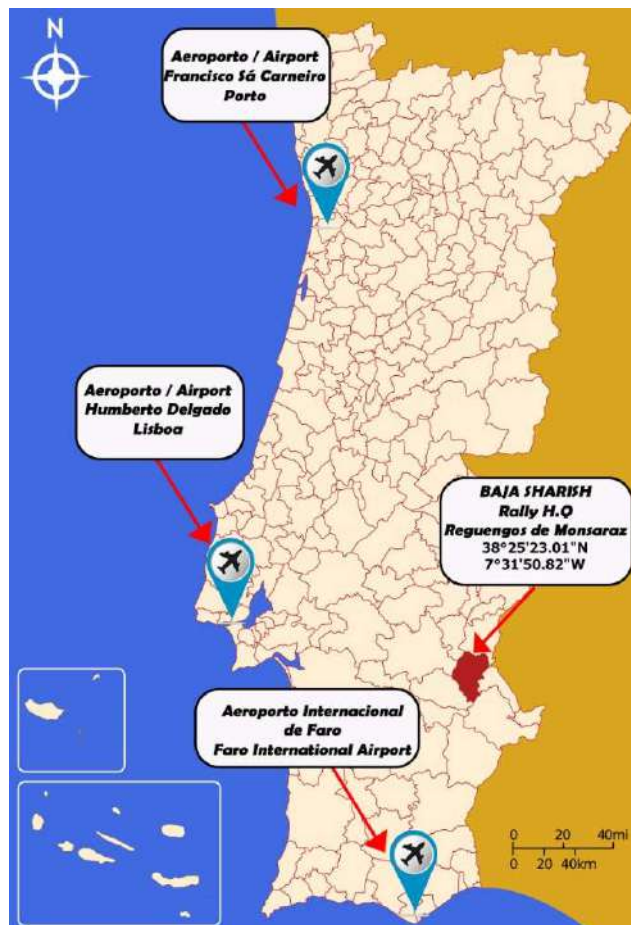 N
Aeroporto / Airport
Francisco Sá Carneiro
Porto
Aeroporto / Airport
Humberto Delgado
Lisboa
BAJA SHARISH
Rally H.Q
Reguengos de Monsaraz
38°25'23.01"N
7°31'50.82"W
Aeroporto Internacional
de Faro
Faro International Airport
0 20 40mi
0 20 40km